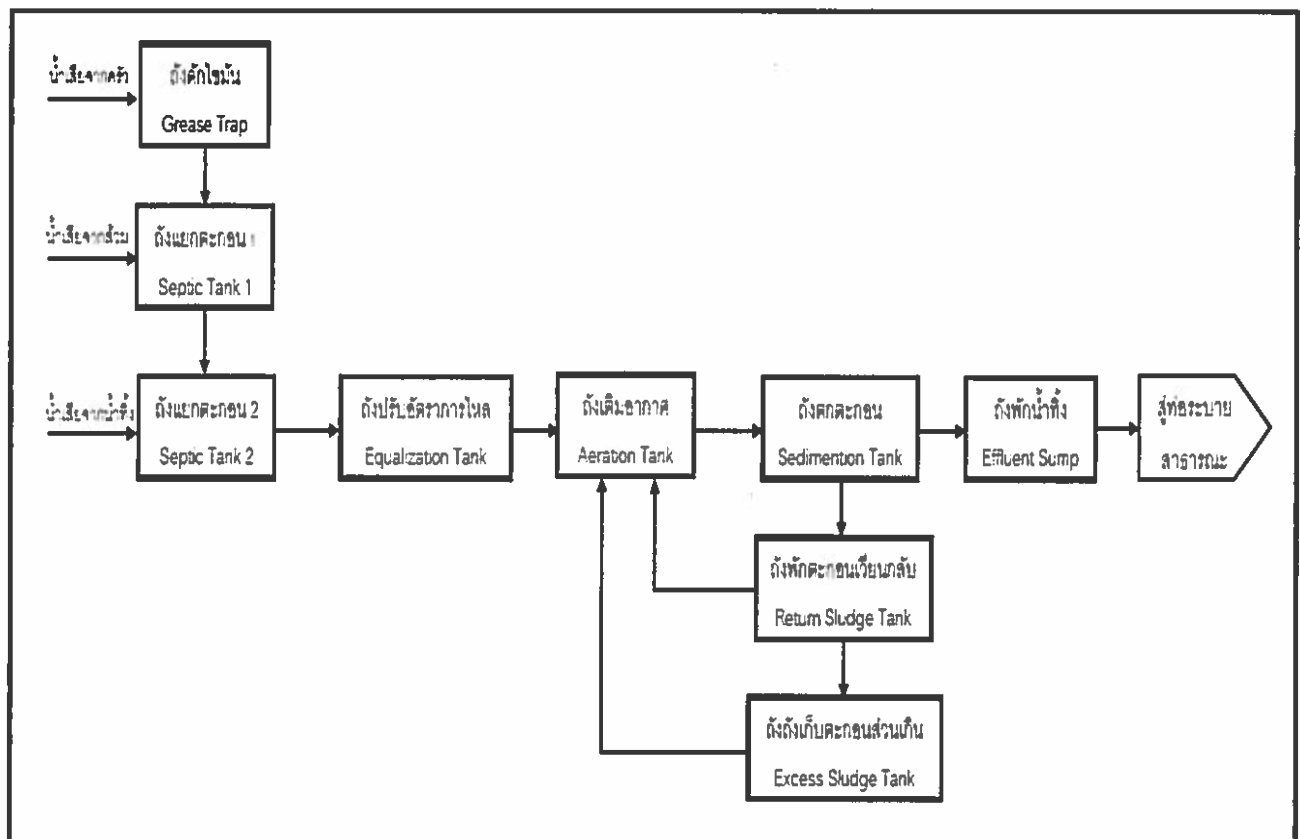 น้ำเสียจากครัว
ถังดักไขมัน
Grease Trap
น้ำเสียจากส้วม
ถังแยกตะกอน 1
Septic Tank 1
น้ำเสียจากน้ำทิ้ง
ถังแยกตะกอน 2
Septic Tank 2
ถังปรับอัตราการไหล
Equalization Tank
ถังเติมอากาศ
Aeration Tank
ถังตกตะกอน
Sedimention Tank
ถังพักน้ำทิ้ง
Effluent Sump
สู่ท่อระบาย
สาธารณะ
ถังพักตะกอนเวียนกลับ
Return Sludge Tank
ถังถังเก็บตะกอนส่วนเกิน
Excess Sludge Tank